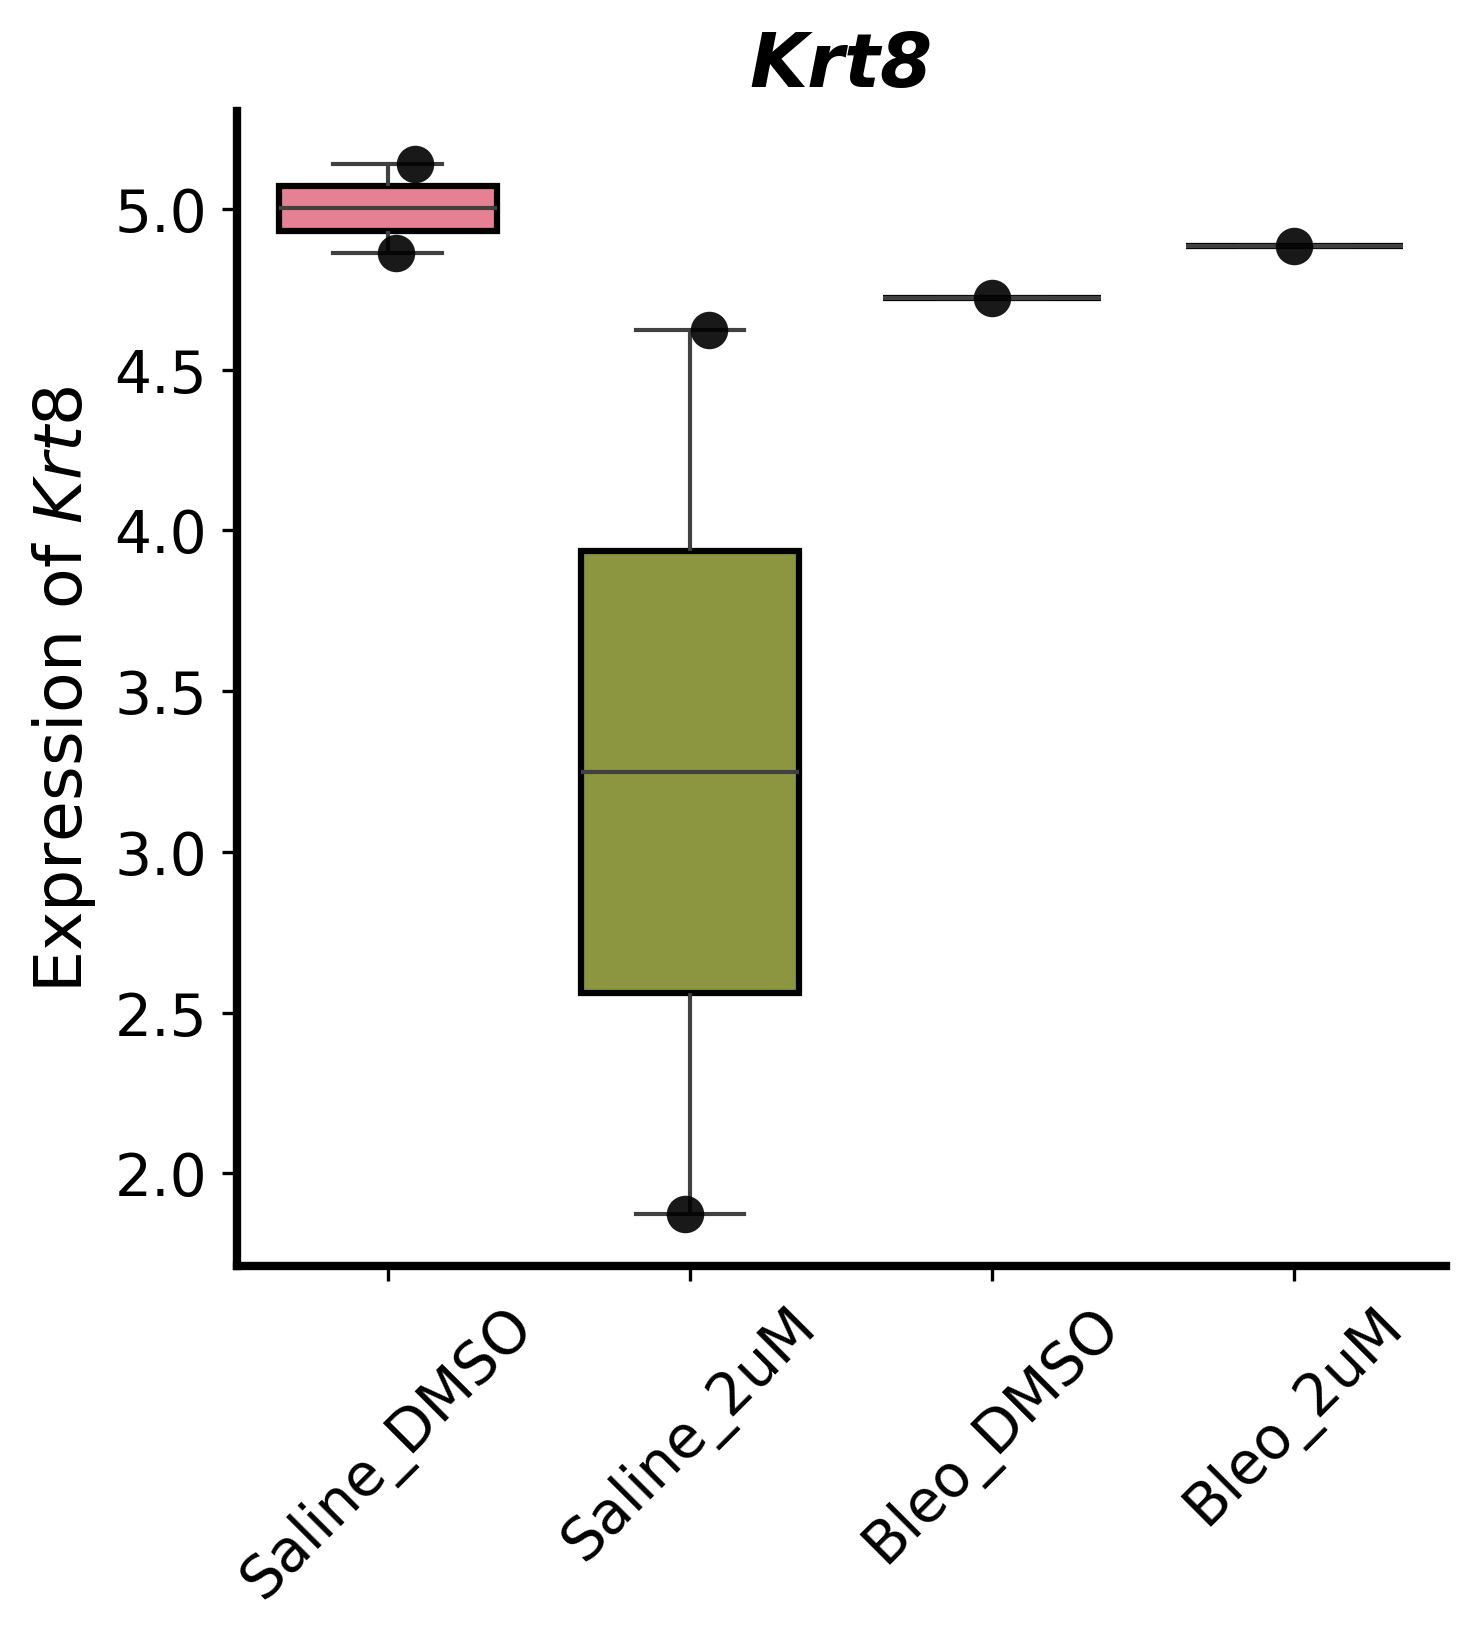 Krt8
Expression of Krt8
5.0
4.5
4.0
3.5
3.0
2.5
2.0
Saline_DMSO
Saline_2uM
Bleo_DMSO
Bleo_2uM